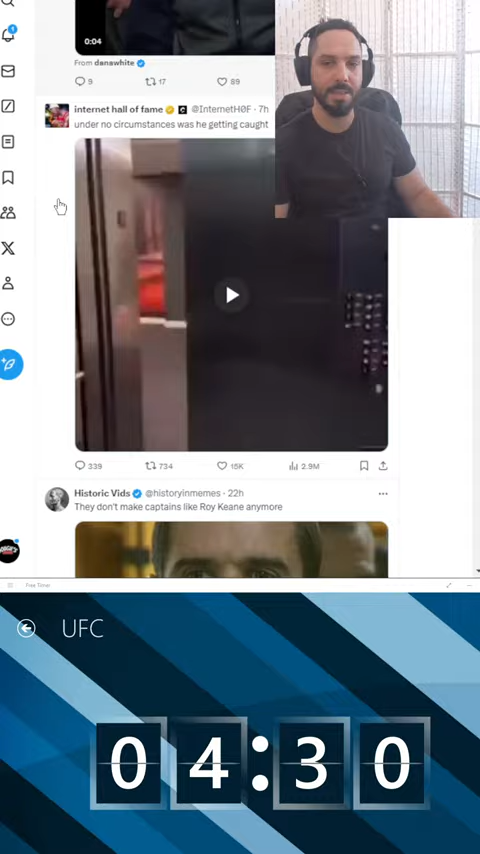 0:04
From danawhite
9 17 89
internet hall of fame @InternetH0F · 7h
under no circumstances was he getting caught
339 734 15K 2.9M
Historic Vids @historyinmemes · 22h
They don't make captains like Roy Keane anymore
Free Timer
UFC
04:30